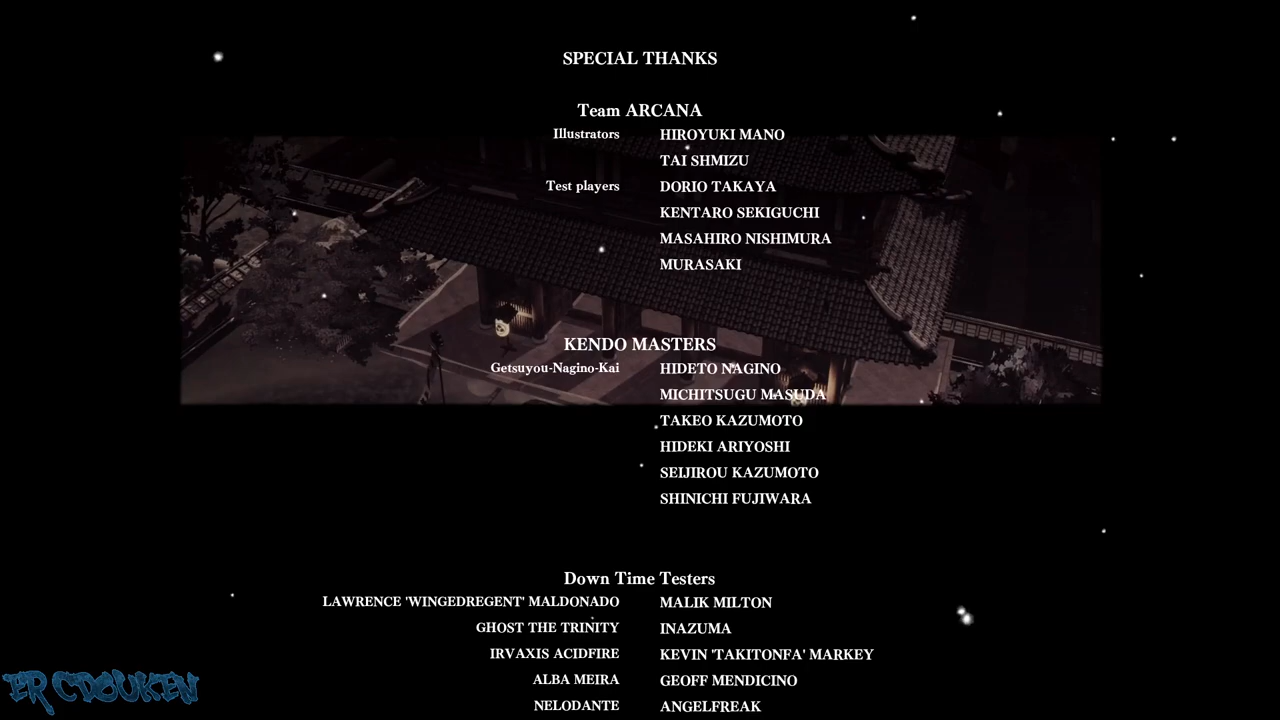 SPECIAL THANKS
Team ARCANA
Illustrators HIROYUKI MANO
TAI SHMIZU
Test players DORIO TAKAYA
KENTARO SEKIGUCHI
MASAHIRO NISHIMURA
MURASAKI
KENDO MASTERS
Getsuyou-Nagino-Kai HIDETO NAGINO
MICHITSUGU MASUDA
TAKEO KAZUMOTO
HIDEKI ARIYOSHI
SEIJIROU KAZUMOTO
SHINICHI FUJIWARA
Down Time Testers
LAWRENCE 'WINGEDREGENT' MALDONADO MALIK MILTON
GHOST THE TRINITY INAZUMA
IRVAXIS ACIDFIRE KEVIN 'TAKITONFA' MARKEY
ALBA MEIRA GEOFF MENDICINO
NELODANTE ANGELFREAK